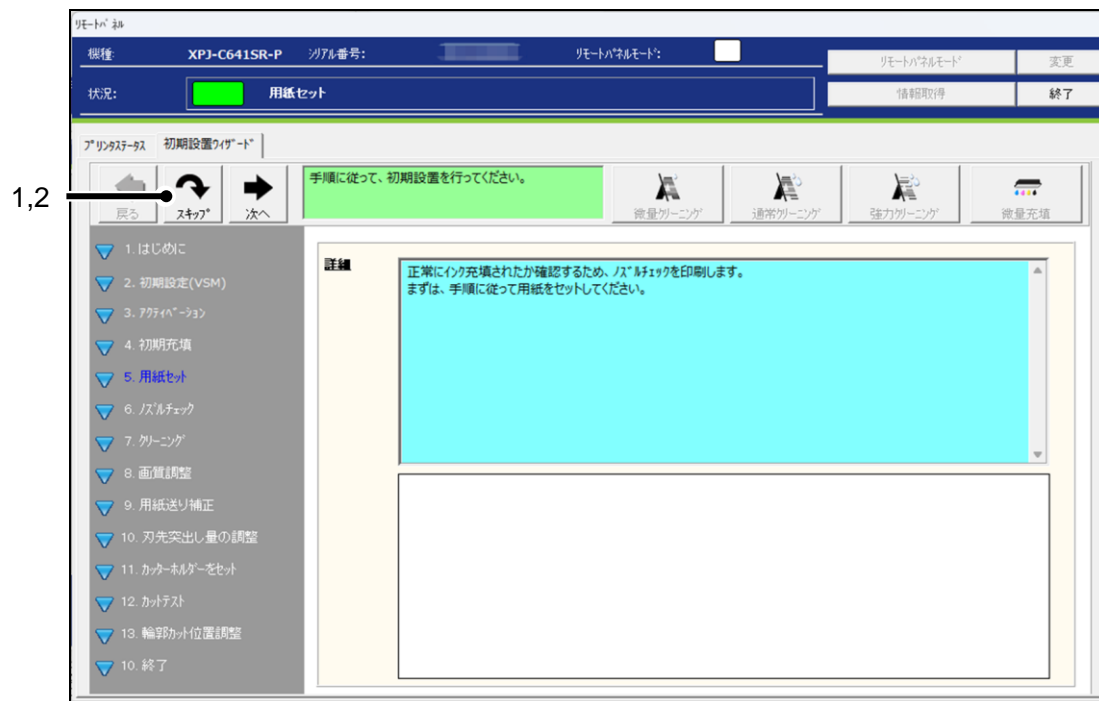 リモートパネル
機種: XPJ-C641SR-P シリアル番号: リモートパネルモード:
リモートパネルモード 変更
状況: 用紙セット
情報取得 終了
プリンタステータス 初期設置ウィザード
1,2
戻る スキップ 次へ
手順に従って、初期設置を行ってください。
微量クリーニング 通常クリーニング 強力クリーニング 微量充填
1. はじめに
2. 初期設定(VSM)
3. アクティベーション
4. 初期充填
5. 用紙セット
6. ノズルチェック
7. クリーニング
8. 画質調整
9. 用紙送り補正
10. 刃先突出し量の調整
11. カッターホルダーをセット
12. カットテスト
13. 輪郭カット位置調整
10. 終了
詳細
正常にインク充填されたか確認するため、ノズルチェックを印刷します。
まずは、手順に従って用紙をセットしてください。